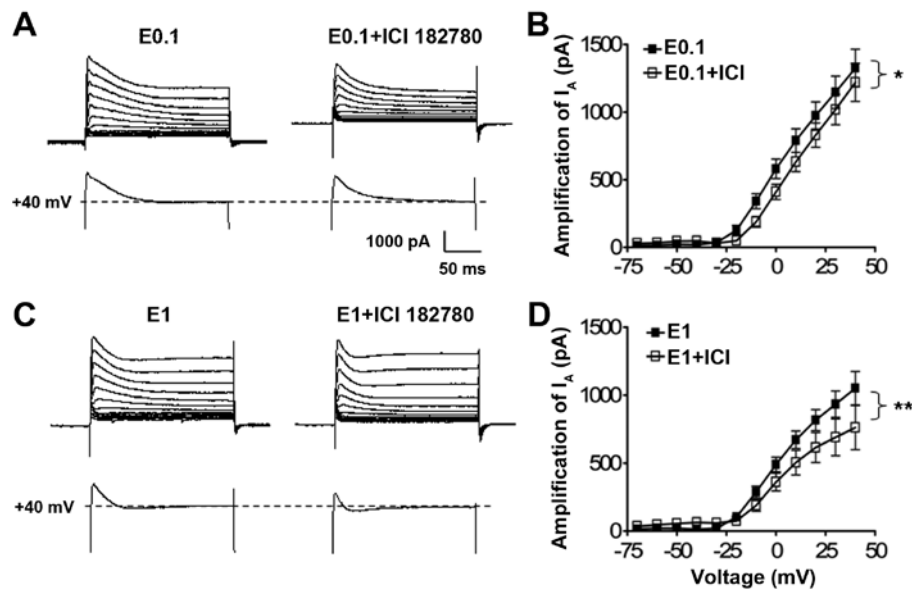 A
E0.1
E0.1+ICI 182780
+40 mV
1000 pA
50 ms
B
Amplification of I_A (pA)
1500
1000
500
0
E0.1
E0.1+ICI
*
-75 -50 -25 0 25 50
C
E1
E1+ICI 182780
+40 mV
D
Amplification of I_A (pA)
1500
1000
500
0
E1
E1+ICI
**
-75 -50 -25 0 25 50
Voltage (mV)